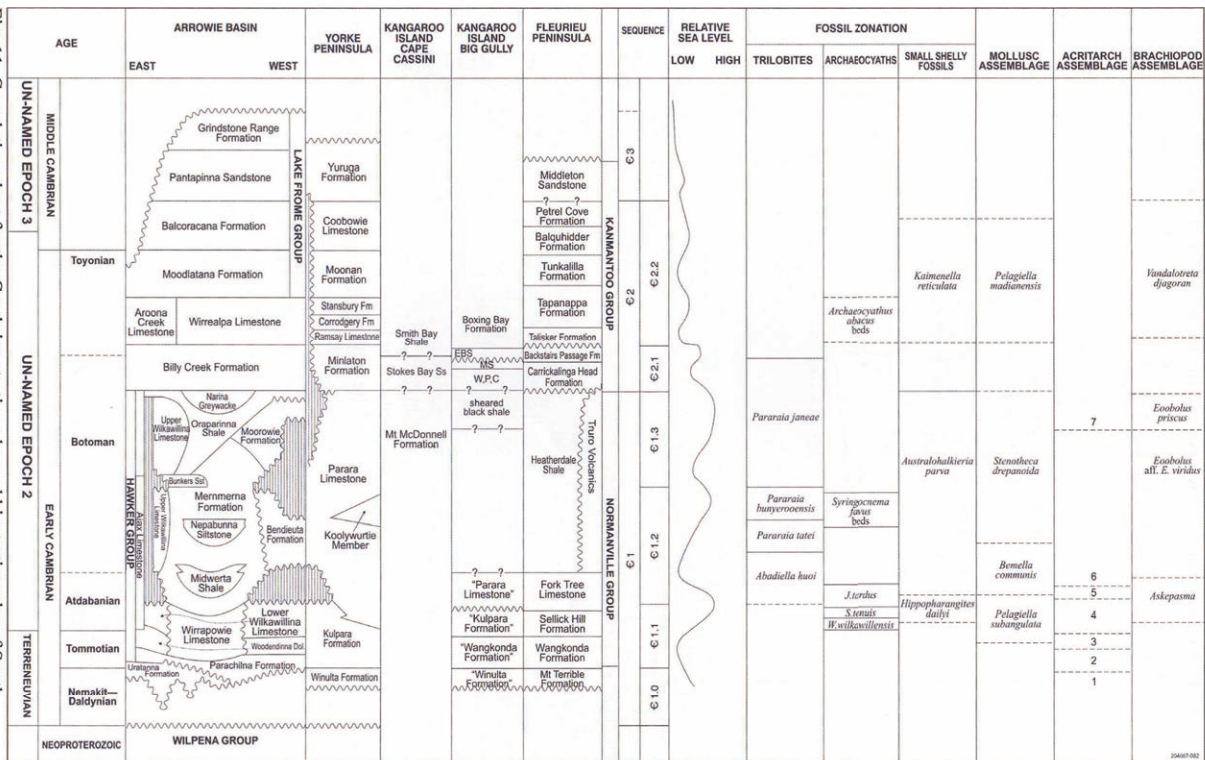 AGE
ARROWIE BASIN
EAST
WEST
YORKE
PENINSULA
KANGAROO
ISLAND
CAPE
CASSINI
KANGAROO
ISLAND
BIG GULLY
FLEURIEU
PENINSULA
SEQUENCE
RELATIVE
SEA LEVEL
LOW
HIGH
FOSSIL ZONATION
TRILOBITES
ARCHAEOCYATHS
SMALL SHELLY
FOSSILS
MOLLUSC
ASSEMBLAGE
ACRITARCH
ASSEMBLAGE
BRACHIOPOD
ASSEMBLAGE
UN-NAMED EPOCH 3
UN-NAMED EPOCH 2
TERRENEUVIAN
MIDDLE CAMBRIAN
EARLY CAMBRIAN
NEOPROTEROZOIC
Toyonian
Botoman
Atdabanian
Tommotian
Nemakit—
Daldynian
Grindstone Range
Formation
Pantapinna Sandstone
Balcoracana Formation
Moodlatana Formation
LAKE FROME GROUP
Aroona
Creek
Limestone
Wirrealpa Limestone
Billy Creek Formation
Narina
Greywacke
Upper
Wilkawillina
Limestone
Oraparinna
Shale
Moorowie
Formation
Bunkers Sst
Upper Wilkawillina
Limestone
Mernmerna
Formation
Nepabunna
Siltstone
Bendieuta
Formation
HAWKER GROUP
Ajax Limestone
Midwerta
Shale
Lower
Wilkawillina
Limestone
Wirrapowie
Limestone
Woodendinna Dol.
Uratanna
Formation
Parachilna Formation
WILPENA GROUP
Yuruga
Formation
Coobowie
Limestone
Moonan
Formation
Stansbury Fm
Corrodgery Fm
Ramsay Limestone
Minlaton
Formation
Parara
Limestone
Koolywurtie
Member
Kulpara
Formation
Winulta Formation
Smith Bay
Shale
? ?
Stokes Bay Ss
? ?
Mt McDonnell
Formation
Boxing Bay
Formation
EBS
MS
W,P,C
? ?
sheared
black shale
? ?
? ?
"Parara
Limestone"
"Kulpara
Formation"
"Wangkonda
Formation"
"Winulta
Formation"
Middleton
Sandstone
? ?
Petrel Cove
Formation
Balquhidder
Formation
Tunkalilla
Formation
Tapanappa
Formation
Talisker Formation
Backstairs Passage Fm
Carrickalinga Head
Formation
Heatherdale
Shale
Truro Volcanics
Fork Tree
Limestone
Sellick Hill
Formation
Wangkonda
Formation
Mt Terrible
Formation
KANMANTOO GROUP
NORMANVILLE GROUP
Є3
Є2
Є1
Є2.2
Є2.1
Є1.3
Є1.2
Є1.1
Є1.0
Pararaia janeae
Pararaia
bunyerooensis
Pararaia tatei
Abadiella huoi
Archaeocyathus
abacus
beds
Syringocnema
favus
beds
J.tardus
S.tenuis
W.wilkawillensis
Kaimenella
reticulata
Australohalkieria
parva
Hippopharangites
dailyi
Pelagiella
madianensis
Stenotheca
drepanoida
Bemella
communis
Pelagiella
subangulata
7
6
5
4
3
2
1
Vandalotreta
djagoran
Eoobolus
priscus
Eoobolus
aff. E. viridus
Askepasma
204067-082